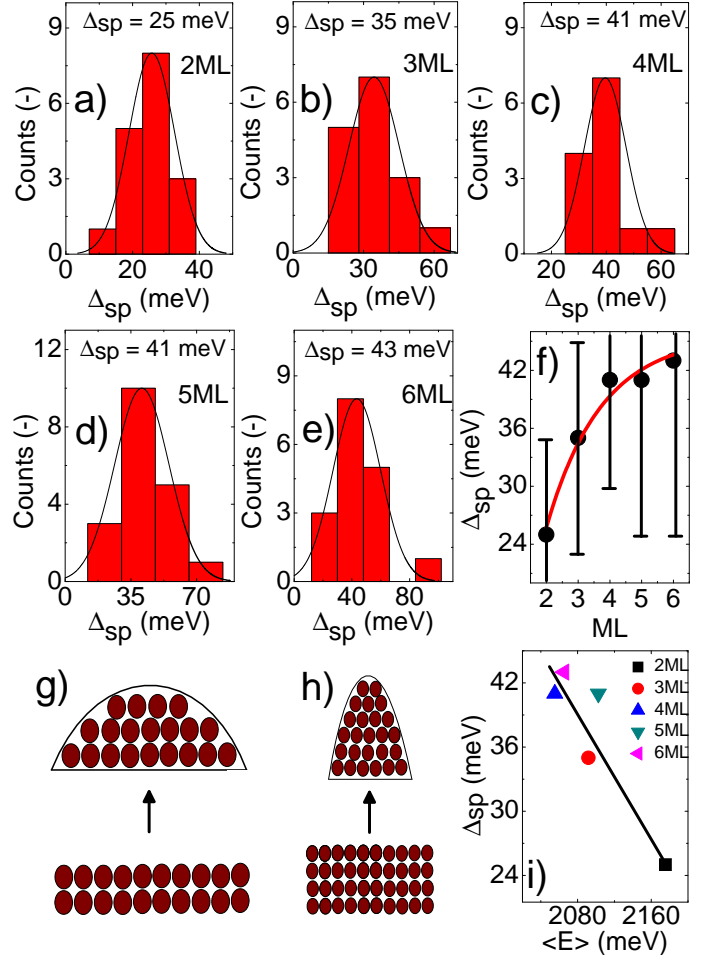 Δsp = 25 meV
2ML
a)
Counts (-)
0
3
6
9
0
20
40
Δsp (meV)
Δsp = 35 meV
3ML
b)
Counts (-)
0
3
6
9
0
30
60
Δsp (meV)
Δsp = 41 meV
4ML
c)
Counts (-)
0
3
6
9
20
40
60
Δsp (meV)
Δsp = 41 meV
5ML
d)
Counts (-)
0
4
8
12
0
35
70
Δsp (meV)
Δsp = 43 meV
6ML
e)
Counts (-)
0
3
6
9
0
40
80
Δsp (meV)
f)
Δsp (meV)
24
30
36
42
2
3
4
5
6
ML
g)
h)
i)
2ML
3ML
4ML
5ML
6ML
Δsp (meV)
24
30
36
42
2080
2160
<E> (meV)